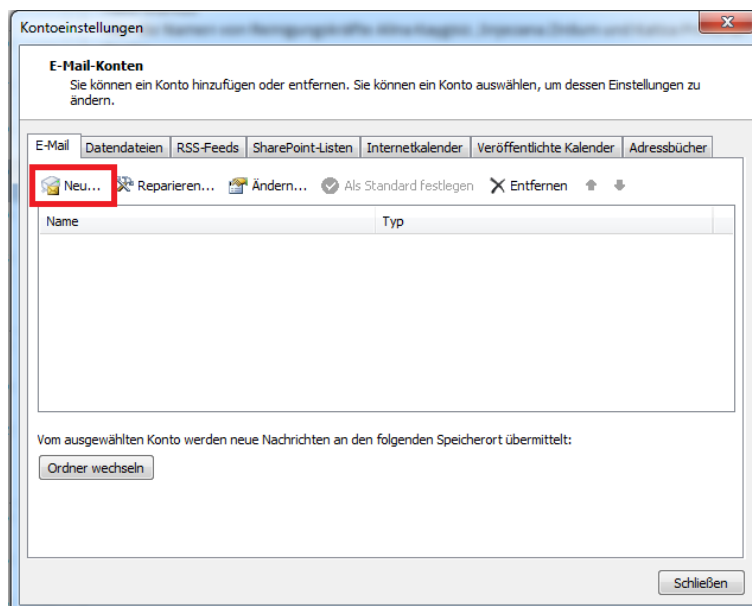 Kontoeinstellungen
E-Mail-Konten
Sie können ein Konto hinzufügen oder entfernen. Sie können ein Konto auswählen, um dessen Einstellungen zu
ändern.
E-Mail Datendateien RSS-Feeds SharePoint-Listen Internetkalender Veröffentlichte Kalender Adressbücher
Neu... Reparieren... Ändern... Als Standard festlegen Entfernen
Name Typ
Vom ausgewählten Konto werden neue Nachrichten an den folgenden Speicherort übermittelt:
Ordner wechseln
Schließen